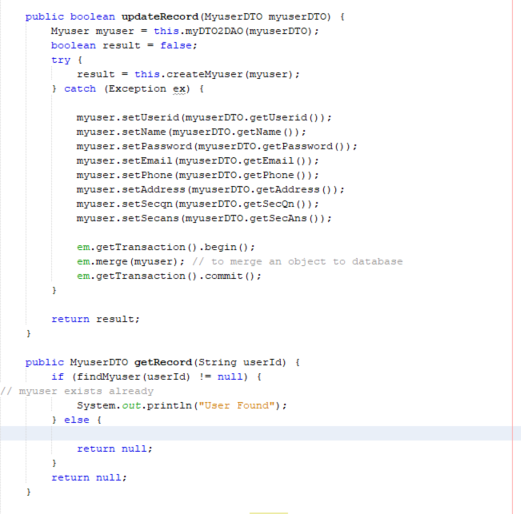 public boolean updateRecord(MyuserDTO myuserDTO) {
Myuser myuser = this.myDTO2DAO(myuserDTO);
boolean result = false;
try {
result = this.createMyuser(myuser);
} catch (Exception ex) {
myuser.setUserid(myuserDTO.getUserid());
myuser.setName(myuserDTO.getName());
myuser.setPassword(myuserDTO.getPassword());
myuser.setEmail(myuserDTO.getEmail());
myuser.setPhone(myuserDTO.getPhone());
myuser.setAddress(myuserDTO.getAddress());
myuser.setSecqn(myuserDTO.getSecQn());
myuser.setSecans(myuserDTO.getSecAns());
em.getTransaction().begin();
em.merge(myuser); // to merge an object to database
em.getTransaction().commit();
}
return result;
}
public MyuserDTO getRecord(String userId) {
if (findMyuser(userId) != null) {
// myuser exists already
System.out.println("User Found");
} else {
return null;
}
return null;
}